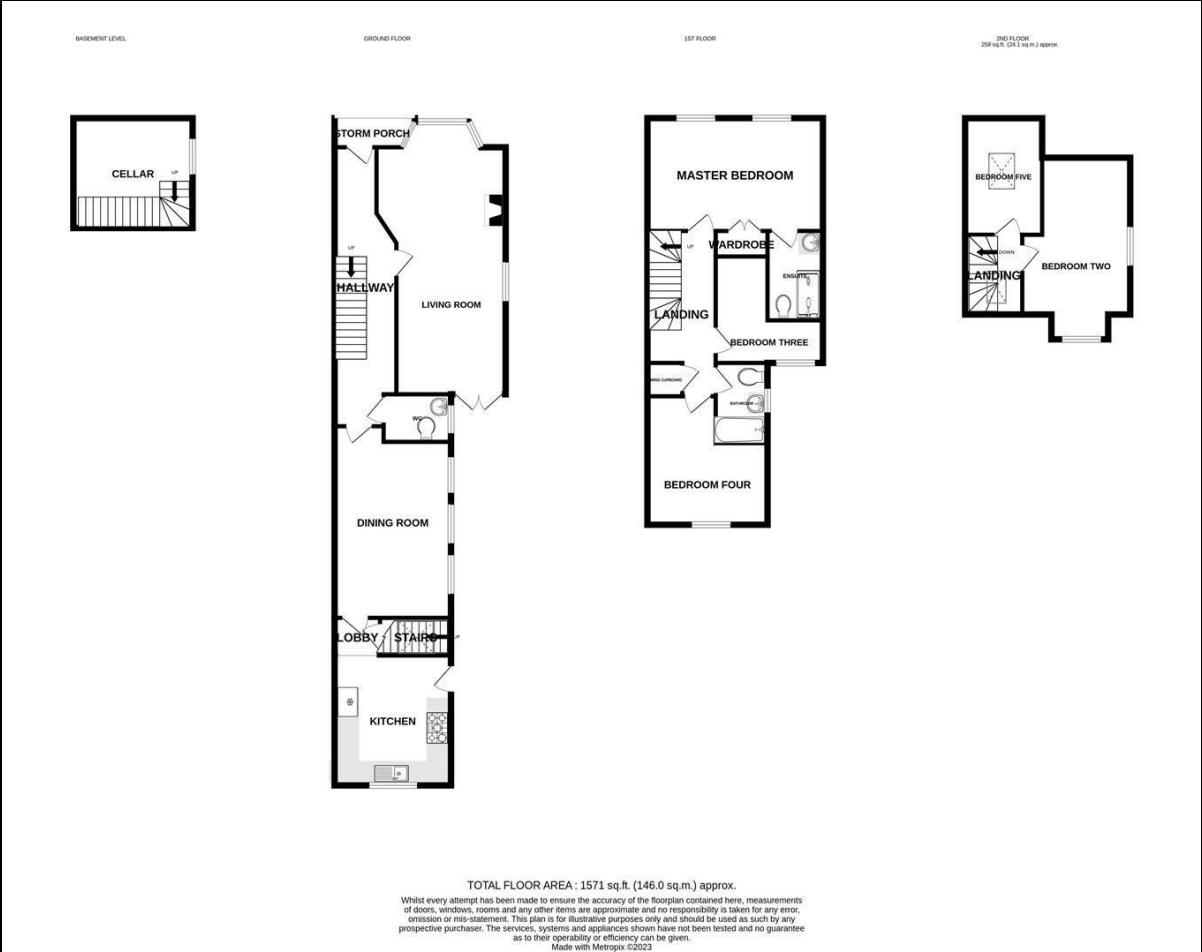 BASEMENT LEVEL
GROUND FLOOR
1ST FLOOR
2ND FLOOR
259 sq.ft. (24.1 sq.m.) approx.
STORM PORCH
CELLAR
UP
MASTER BEDROOM
BEDROOM FIVE
UP
HALLWAY
LIVING ROOM
UP
WARDROBE
ENSUITE
LANDING
BEDROOM THREE
DOWN
LANDING
BEDROOM TWO
WC
BATHROOM
BEDROOM FOUR
DINING ROOM
LOBBY - STAIRS
UP
KITCHEN
TOTAL FLOOR AREA : 1571 sq.ft. (146.0 sq.m.) approx.
Whilst every attempt has been made to ensure the accuracy of the floorplan contained here, measurements
of doors, windows, rooms and any other items are approximate and no responsibility is taken for any error,
omission or mis-statement. This plan is for illustrative purposes only and should be used as such by any
prospective purchaser. The services, systems and appliances shown have not been tested and no guarantee
as to their operability or efficiency can be given.
Made with Metropix ©2023